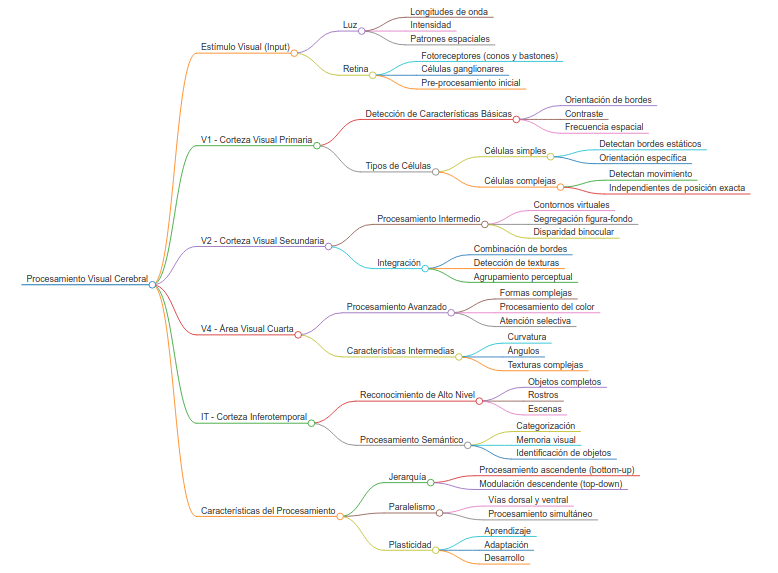 Procesamiento Visual Cerebral
Estímulo Visual (Input)
Luz
Longitudes de onda
Intensidad
Patrones espaciales
Retina
Fotoreceptores (conos y bastones)
Células ganglionares
Pre-procesamiento inicial
V1 - Corteza Visual Primaria
Detección de Características Básicas
Orientación de bordes
Contraste
Frecuencia espacial
Tipos de Células
Células simples
Detectan bordes estáticos
Orientación específica
Células complejas
Detectan movimiento
Independientes de posición exacta
V2 - Corteza Visual Secundaria
Procesamiento Intermedio
Contornos virtuales
Segregación figura-fondo
Disparidad binocular
Integración
Combinación de bordes
Detección de texturas
Agrupamiento perceptual
V4 - Área Visual Cuarta
Procesamiento Avanzado
Formas complejas
Procesamiento del color
Atención selectiva
Características Intermedias
Curvatura
Ángulos
Texturas complejas
IT - Corteza Inferotemporal
Reconocimiento de Alto Nivel
Objetos completos
Rostros
Escenas
Procesamiento Semántico
Categorización
Memoria visual
Identificación de objetos
Características del Procesamiento
Jerarquía
Procesamiento ascendente (bottom-up)
Modulación descendente (top-down)
Paralelismo
Vías dorsal y ventral
Procesamiento simultáneo
Plasticidad
Aprendizaje
Adaptación
Desarrollo